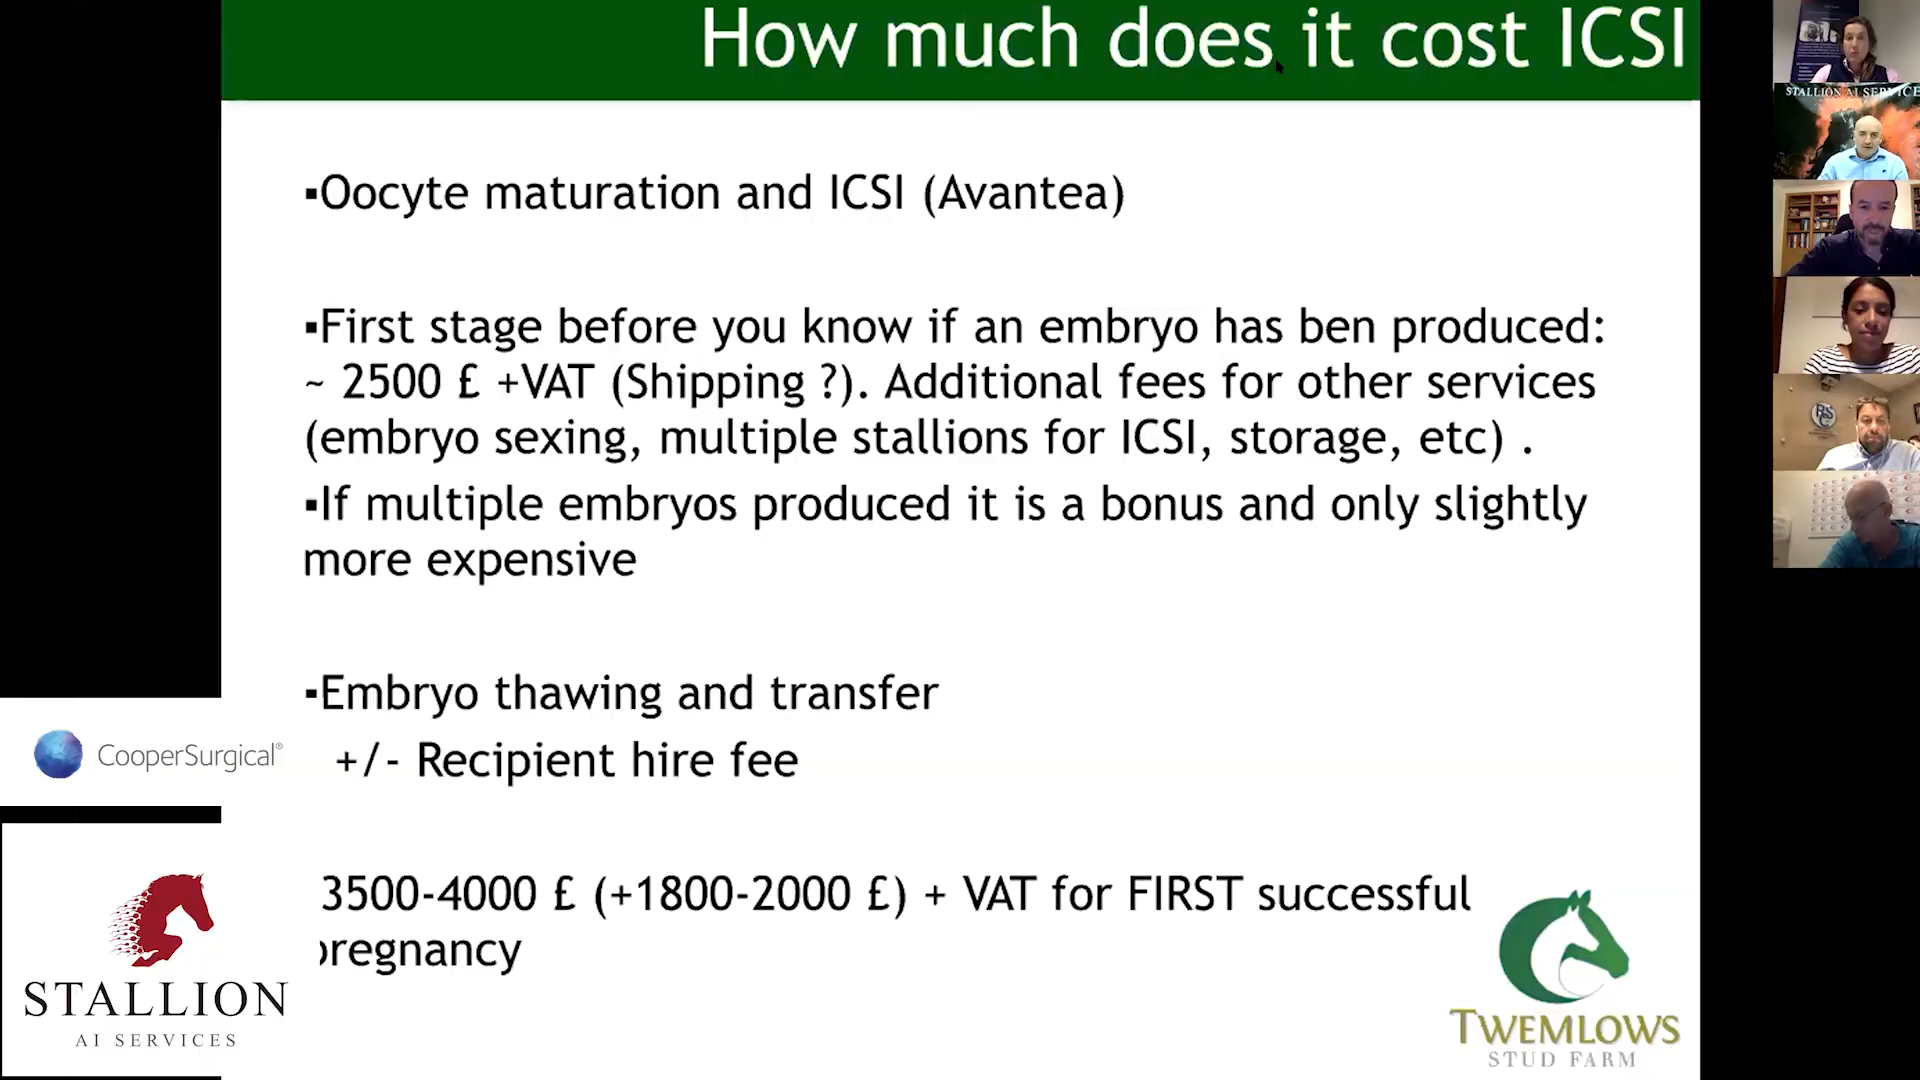 How much does it cost ICSI
▪Oocyte maturation and ICSI (Avantea)
▪First stage before you know if an embryo has ben produced:
~ 2500 £ +VAT (Shipping ?). Additional fees for other services
(embryo sexing, multiple stallions for ICSI, storage, etc) .
▪If multiple embryos produced it is a bonus and only slightly
more expensive
▪Embryo thawing and transfer
+/- Recipient hire fee
3500-4000 £ (+1800-2000 £) + VAT for FIRST successful
pregnancy
CooperSurgical®
STALLION
AI SERVICES
TWEMLOWS
STUD FARM
STALLION AI SERVICE